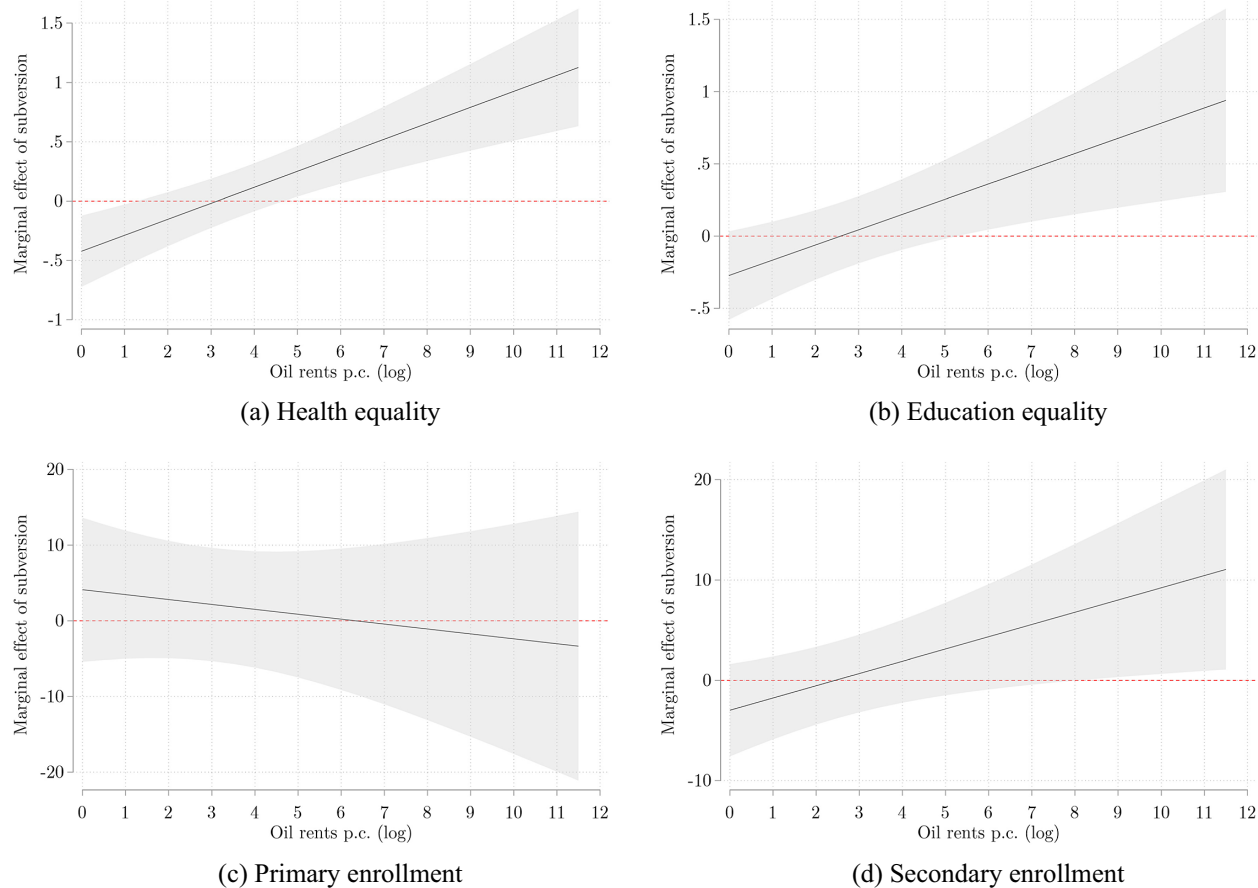 Marginal effect of subversion
1.5
1
.5
0
-.5
-1
0 1 2 3 4 5 6 7 8 9 10 11 12
Oil rents p.c. (log)
(a) Health equality
Marginal effect of subversion
1.5
1
.5
0
-.5
0 1 2 3 4 5 6 7 8 9 10 11 12
Oil rents p.c. (log)
(b) Education equality
Marginal effect of subversion
20
10
0
-10
-20
0 1 2 3 4 5 6 7 8 9 10 11 12
Oil rents p.c. (log)
(c) Primary enrollment
Marginal effect of subversion
20
10
0
-10
0 1 2 3 4 5 6 7 8 9 10 11 12
Oil rents p.c. (log)
(d) Secondary enrollment